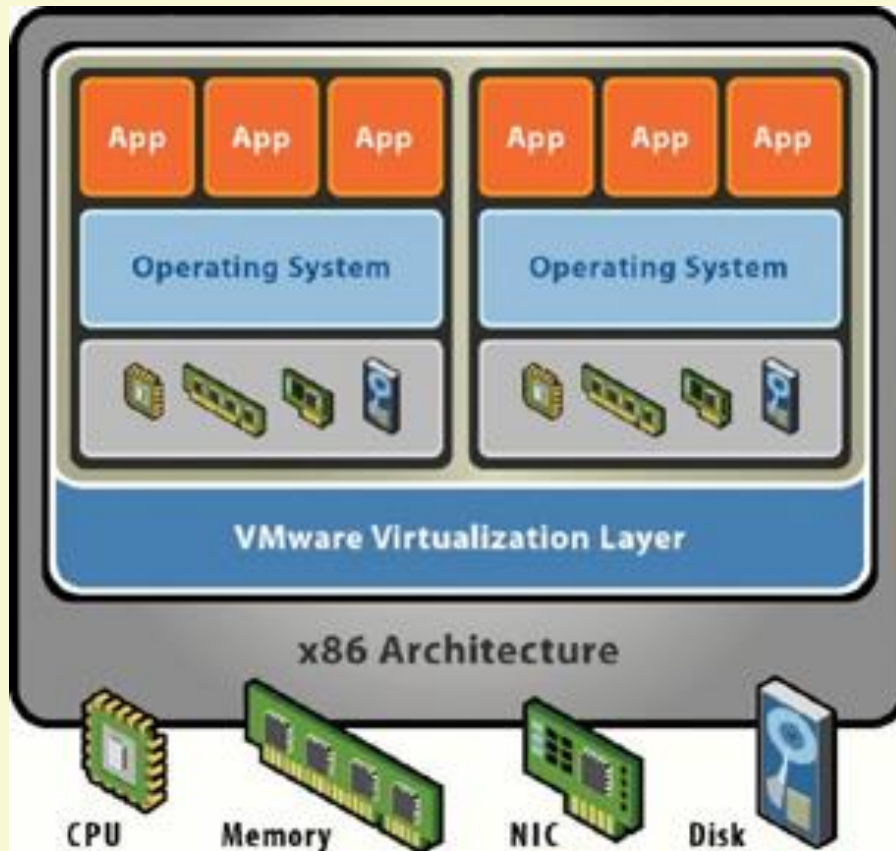 App App App App App App
Operating System Operating System
VMware Virtualization Layer
x86 Architecture
CPU Memory NIC Disk